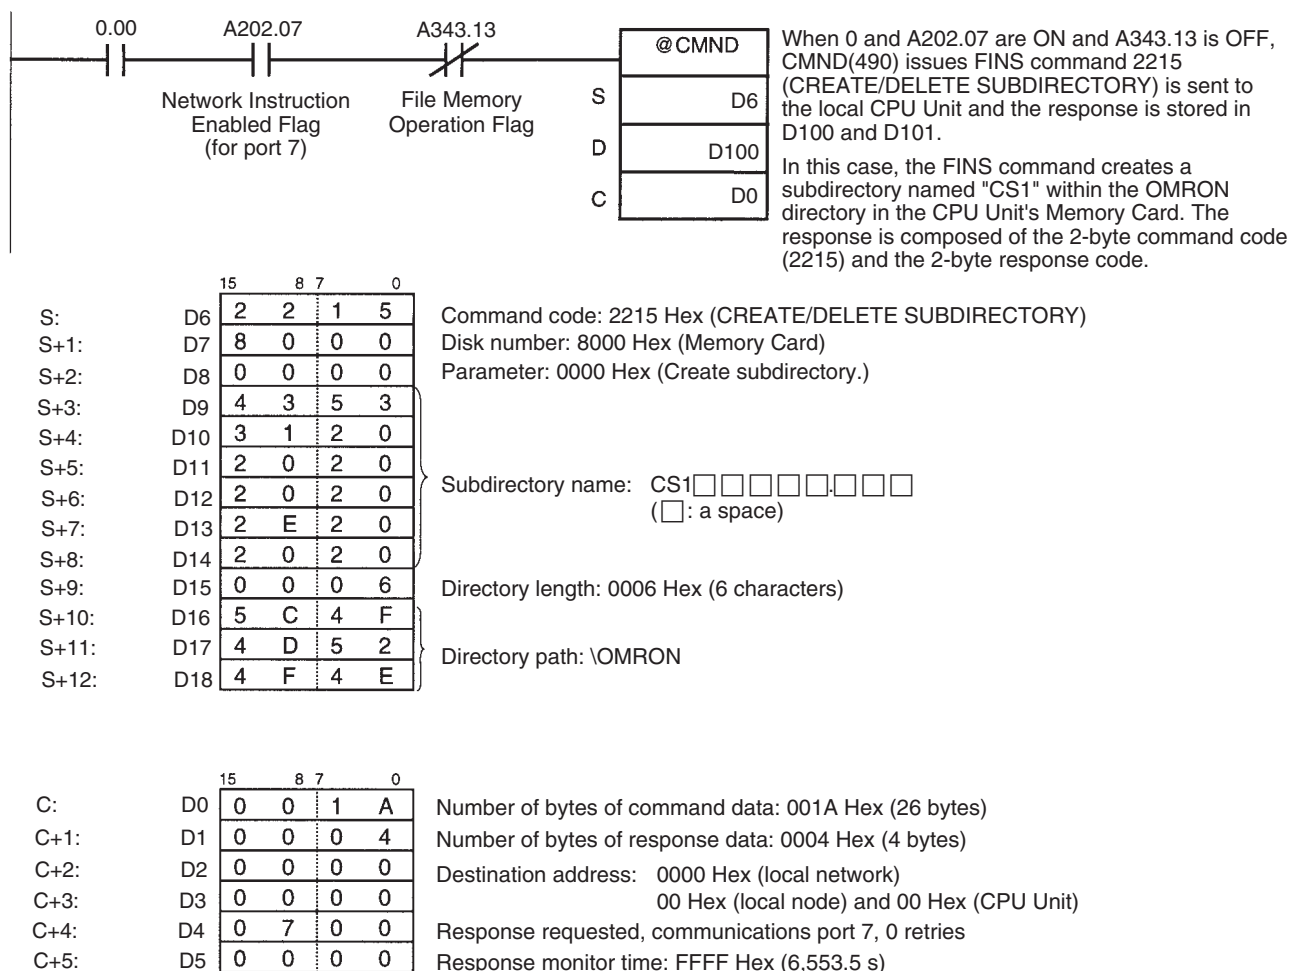 0.00 A202.07 A343.13
Network Instruction
Enabled Flag
(for port 7)
File Memory
Operation Flag
@CMND
S D6
D D100
C D0
When 0 and A202.07 are ON and A343.13 is OFF,
CMND(490) issues FINS command 2215
(CREATE/DELETE SUBDIRECTORY) is sent to
the local CPU Unit and the response is stored in
D100 and D101.
In this case, the FINS command creates a
subdirectory named "CS1" within the OMRON
directory in the CPU Unit's Memory Card. The
response is composed of the 2-byte command code
(2215) and the 2-byte response code.
15 8 7 0
S: D6 2 2 1 5 Command code: 2215 Hex (CREATE/DELETE SUBDIRECTORY)
S+1: D7 8 0 0 0 Disk number: 8000 Hex (Memory Card)
S+2: D8 0 0 0 0 Parameter: 0000 Hex (Create subdirectory.)
S+3: D9 4 3 5 3
S+4: D10 3 1 2 0
S+5: D11 2 0 2 0
S+6: D12 2 0 2 0
S+7: D13 2 E 2 0
S+8: D14 2 0 2 0
Subdirectory name: CS1□□□□□.□□□
(□: a space)
S+9: D15 0 0 0 6 Directory length: 0006 Hex (6 characters)
S+10: D16 5 C 4 F
S+11: D17 4 D 5 2
S+12: D18 4 F 4 E
Directory path: \OMRON
15 8 7 0
C: D0 0 0 1 A Number of bytes of command data: 001A Hex (26 bytes)
C+1: D1 0 0 0 4 Number of bytes of response data: 0004 Hex (4 bytes)
C+2: D2 0 0 0 0 Destination address: 0000 Hex (local network)
C+3: D3 0 0 0 0 00 Hex (local node) and 00 Hex (CPU Unit)
C+4: D4 0 7 0 0 Response requested, communications port 7, 0 retries
C+5: D5 0 0 0 0 Response monitor time: FFFF Hex (6,553.5 s)